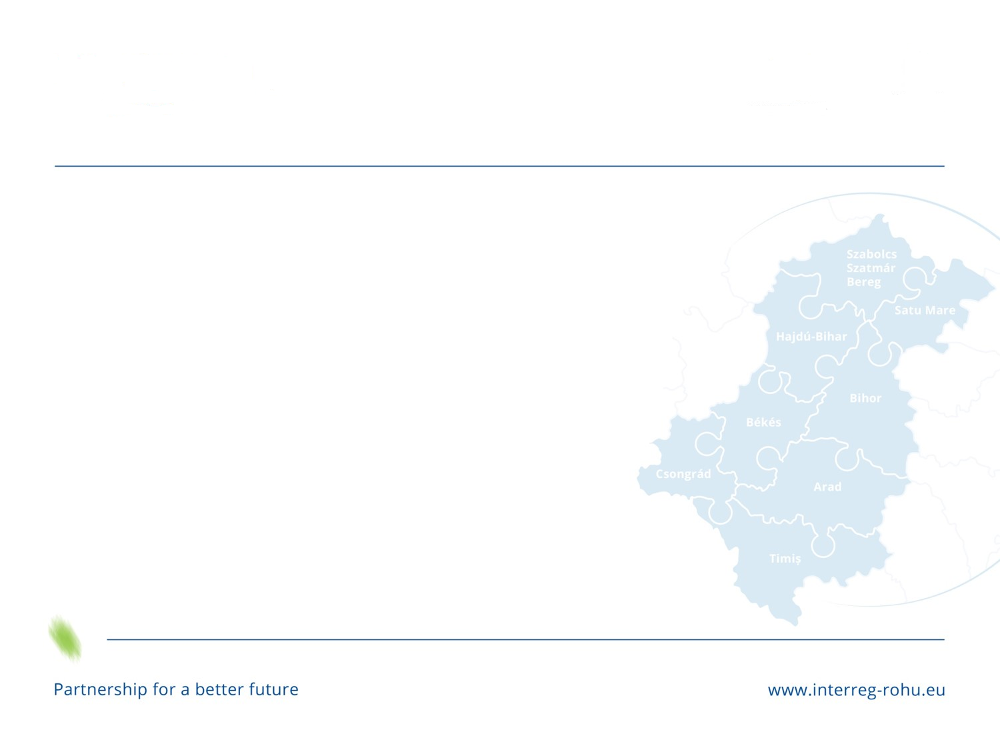 Szabolcs
Szatmár
Bereg
Satu Mare
Hajdú-Bihar
Bihor
Békés
Csongrád
Arad
Timiș
Partnership for a better future
www.interreg-rohu.eu